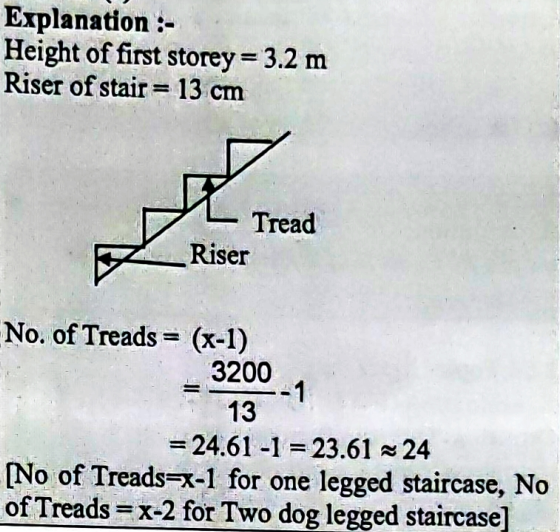 Explanation :-
Height of first storey = 3.2 m
Riser of stair = 13 cm
Tread
Riser
No. of Treads = (x-1)
= 3200/13 -1
= 24.61 -1 = 23.61 ≈ 24
[No of Treads=x-1 for one legged staircase, No
of Treads = x-2 for Two dog legged staircase]